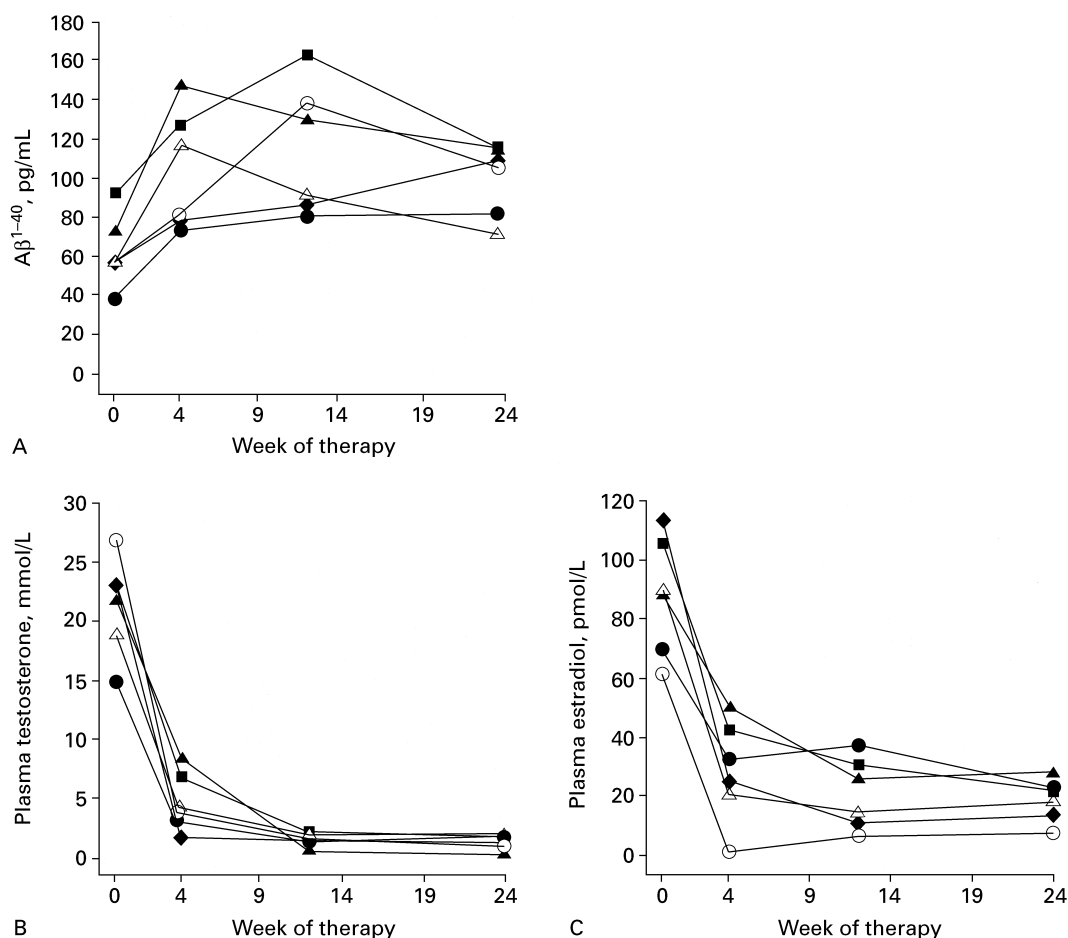 180
160
140
120
100
80
60
40
20
0
Aβ1–40, pg/mL
0 4 9 14 19 24
Week of therapy
A
30
25
20
15
10
5
0
Plasma testosterone, mmol/L
0 4 9 14 19 24
Week of therapy
B
120
100
80
60
40
20
0
Plasma estradiol, pmol/L
0 4 9 14 19 24
Week of therapy
C